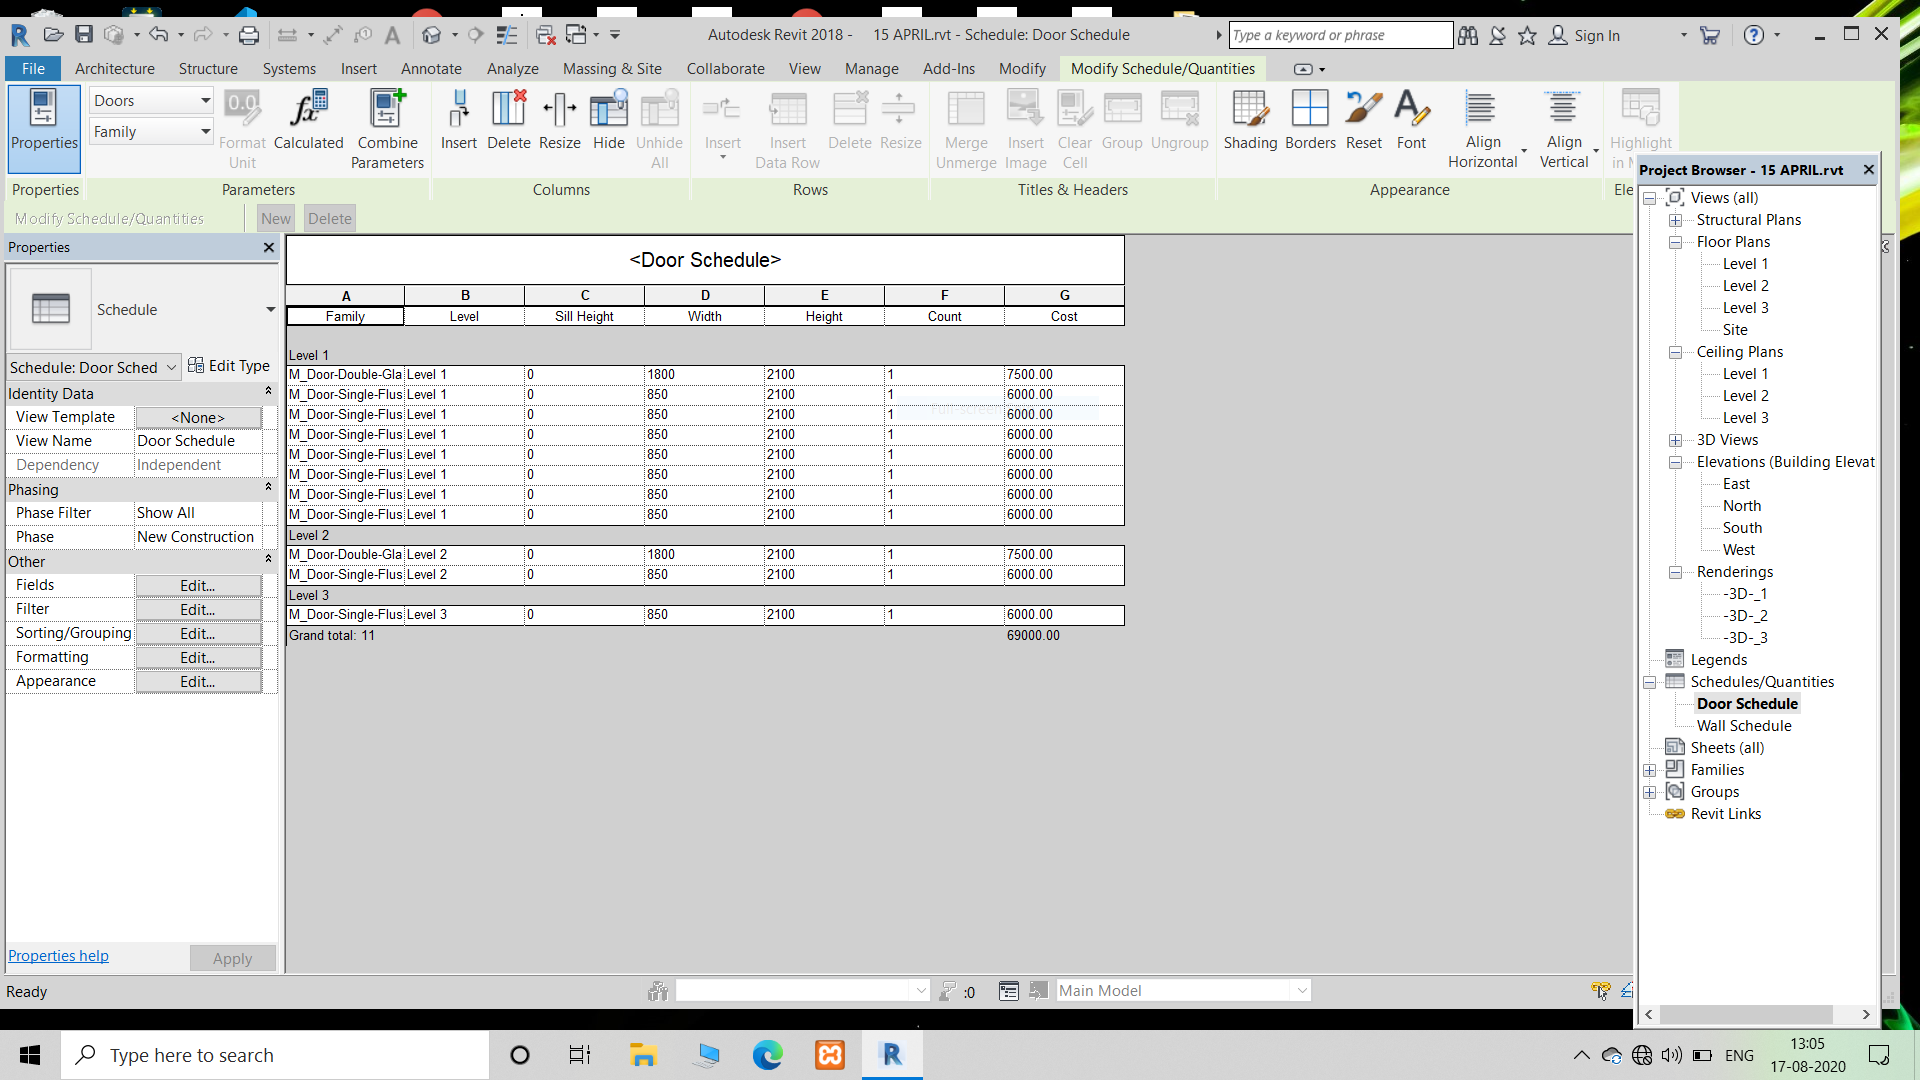 Autodesk Revit 2018 - 15 APRIL.rvt - Schedule: Door Schedule
Type a keyword or phrase
Sign In
File Architecture Structure Systems Insert Annotate Analyze Massing & Site Collaborate View Manage Add-Ins Modify Modify Schedule/Quantities
Properties
Doors
Family
Format Unit
Calculated
Combine Parameters
Insert
Delete
Resize
Hide
Unhide All
Insert
Insert Data Row
Delete
Resize
Merge Unmerge
Insert Image
Clear Cell
Group
Ungroup
Shading
Borders
Reset
Font
Align Horizontal
Align Vertical
Highlight
in M
Properties Parameters Columns Rows Titles & Headers Appearance Ele
Modify Schedule/Quantities New Delete
Properties
Schedule
Schedule: Door Sched Edit Type
Identity Data
View Template <None>
View Name Door Schedule
Dependency Independent
Phasing
Phase Filter Show All
Phase New Construction
Other
Fields Edit...
Filter Edit...
Sorting/Grouping Edit...
Formatting Edit...
Appearance Edit...
Properties help Apply
<Door Schedule>
A B C D E F G
Family Level Sill Height Width Height Count Cost
Level 1
M_Door-Double-Gla Level 1 0 1800 2100 1 7500.00
M_Door-Single-Flus Level 1 0 850 2100 1 6000.00
M_Door-Single-Flus Level 1 0 850 2100 1 6000.00
M_Door-Single-Flus Level 1 0 850 2100 1 6000.00
M_Door-Single-Flus Level 1 0 850 2100 1 6000.00
M_Door-Single-Flus Level 1 0 850 2100 1 6000.00
M_Door-Single-Flus Level 1 0 850 2100 1 6000.00
M_Door-Single-Flus Level 1 0 850 2100 1 6000.00
Level 2
M_Door-Double-Gla Level 2 0 1800 2100 1 7500.00
M_Door-Single-Flus Level 2 0 850 2100 1 6000.00
Level 3
M_Door-Single-Flus Level 3 0 850 2100 1 6000.00
Grand total: 11 69000.00
Project Browser - 15 APRIL.rvt
Views (all)
Structural Plans
Floor Plans
Level 1
Level 2
Level 3
Site
Ceiling Plans
Level 1
Level 2
Level 3
3D Views
Elevations (Building Elevat
East
North
South
West
Renderings
-3D-_1
-3D-_2
-3D-_3
Legends
Schedules/Quantities
Door Schedule
Wall Schedule
Sheets (all)
Families
Groups
Revit Links
Ready
:0
Main Model
Type here to search
ENG
13:05
17-08-2020